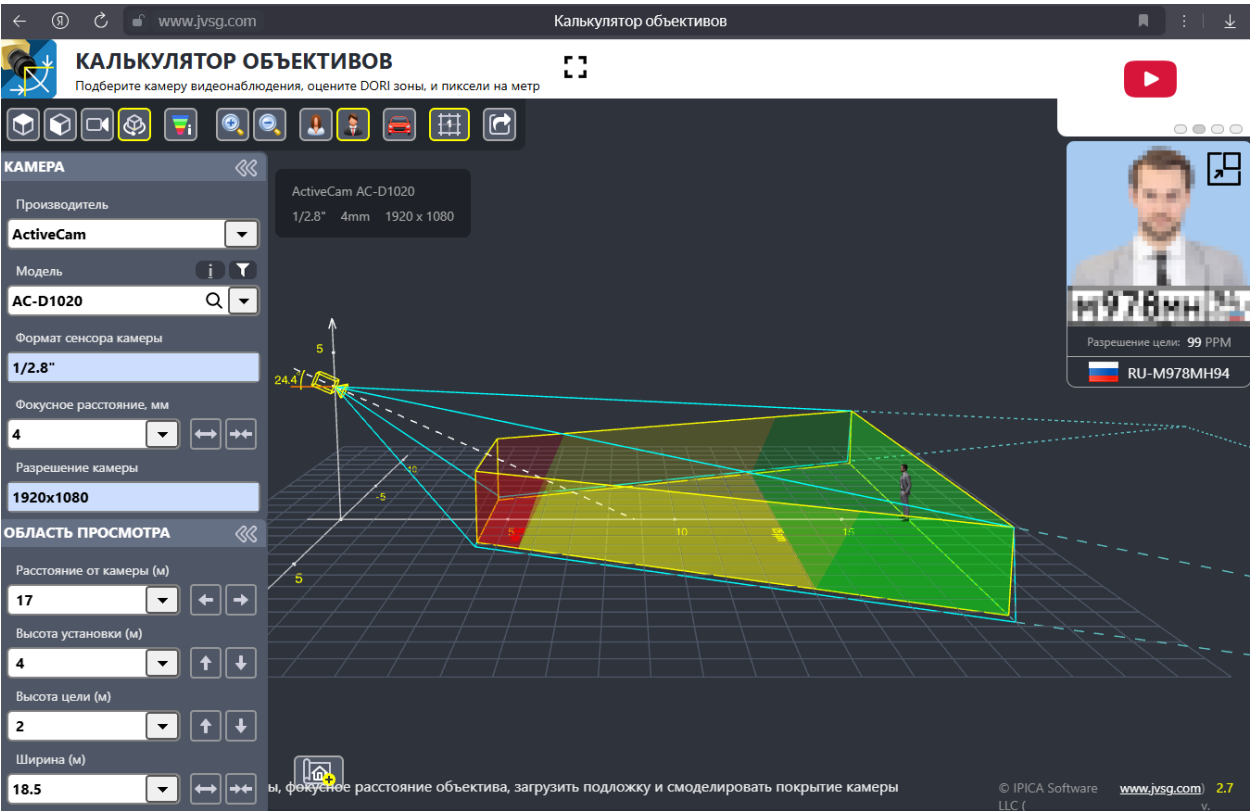 www.jvsg.com
Калькулятор объективов
КАЛЬКУЛЯТОР ОБЪЕКТИВОВ
Подберите камеру видеонаблюдения, оцените DORI зоны, и пиксели на метр
КАМЕРА
Производитель
ActiveCam
Модель
AC-D1020
Формат сенсора камеры
1/2.8"
Фокусное расстояние, мм
4
Разрешение камеры
1920x1080
ОБЛАСТЬ ПРОСМОТРА
Расстояние от камеры (м)
17
Высота установки (м)
4
Высота цели (м)
2
Ширина (м)
18.5
ActiveCam AC-D1020
1/2.8" 4mm 1920 x 1080
5
24.4°
10
-5
5
10
15
5
м978мн
Разрешение цели: 99 PPM
RU-M978MH94
ы, фокусное расстояние объектива, загрузить подложку и смоделировать покрытие камеры
© IPICA Software www.jvsg.com) 2.7
LLC ( v.